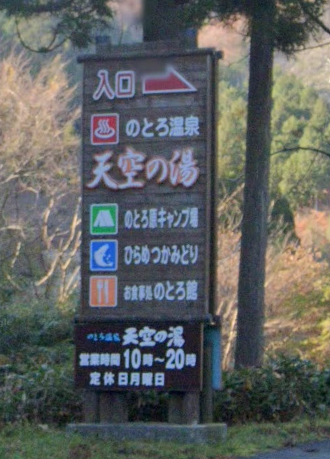 入口
のとろ温泉
天空の湯
のとろ原キャンプ場
ひらめつかみどり
お食事処 のとろ館
のとろ温泉 天空の湯
営業時間 10時〜20時
定休日月曜日